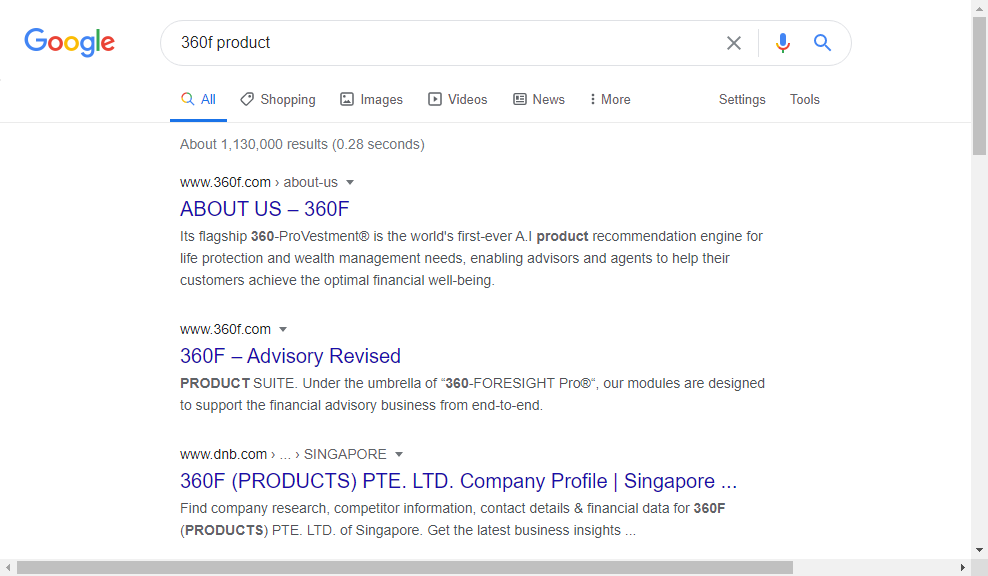 Google
360f product
All Shopping Images Videos News More Settings Tools
About 1,130,000 results (0.28 seconds)
www.360f.com › about-us
ABOUT US – 360F
Its flagship 360-ProVestment® is the world's first-ever A.I product recommendation engine for
life protection and wealth management needs, enabling advisors and agents to help their
customers achieve the optimal financial well-being.
www.360f.com
360F – Advisory Revised
PRODUCT SUITE. Under the umbrella of “360-FORESIGHT Pro®“, our modules are designed
to support the financial advisory business from end-to-end.
www.dnb.com › ... › SINGAPORE
360F (PRODUCTS) PTE. LTD. Company Profile | Singapore ...
Find company research, competitor information, contact details & financial data for 360F
(PRODUCTS) PTE. LTD. of Singapore. Get the latest business insights ...